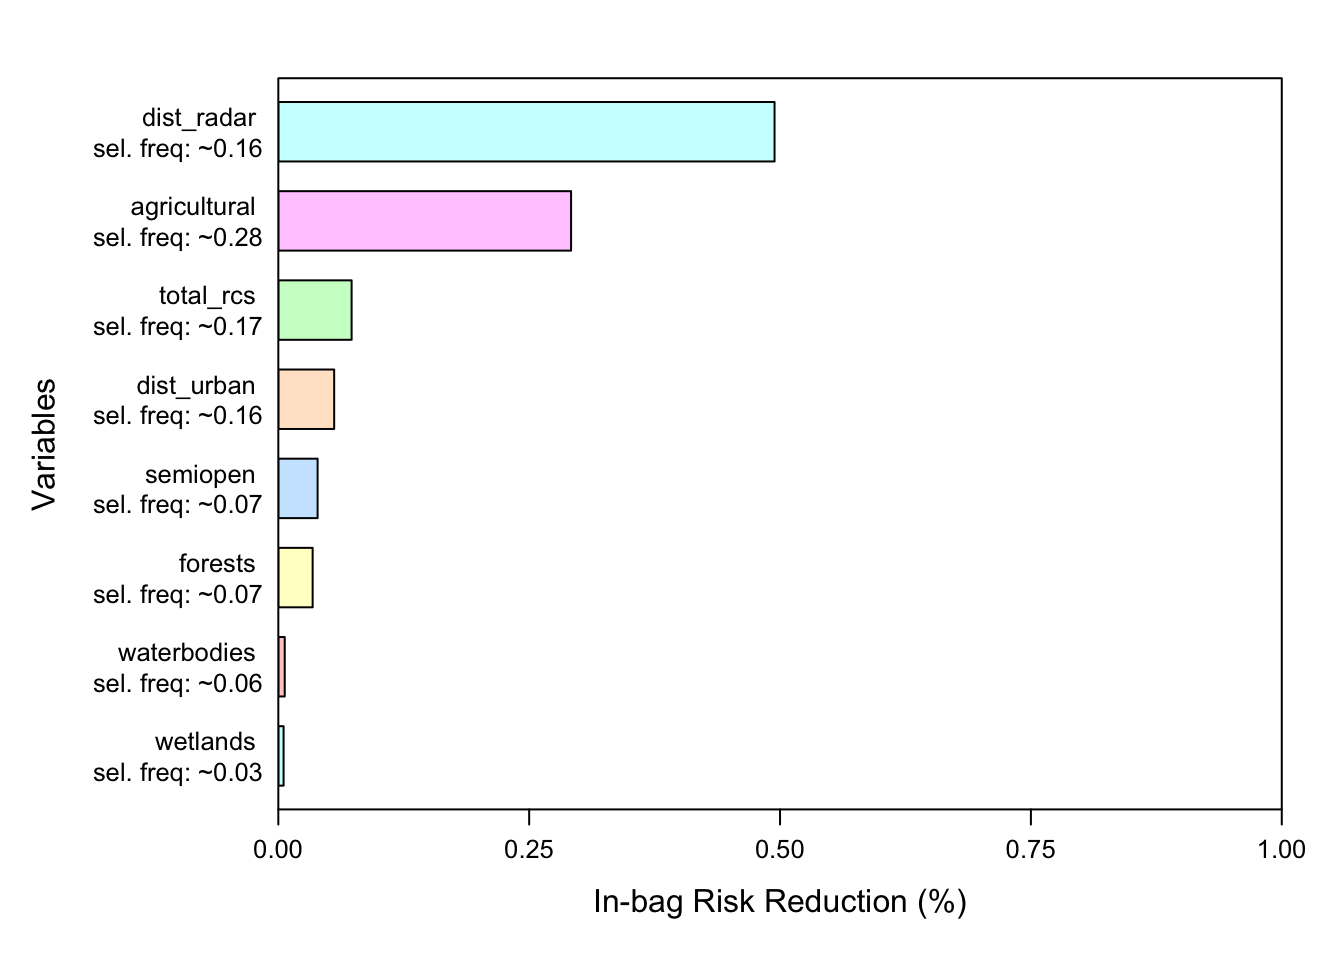 dist_radar
sel. freq: ~0.16
agricultural
sel. freq: ~0.28
total_rcs
sel. freq: ~0.17
dist_urban
sel. freq: ~0.16
semiopen
sel. freq: ~0.07
forests
sel. freq: ~0.07
waterbodies
sel. freq: ~0.06
wetlands
sel. freq: ~0.03
Variables
0.00 0.25 0.50 0.75 1.00
In-bag Risk Reduction (%)